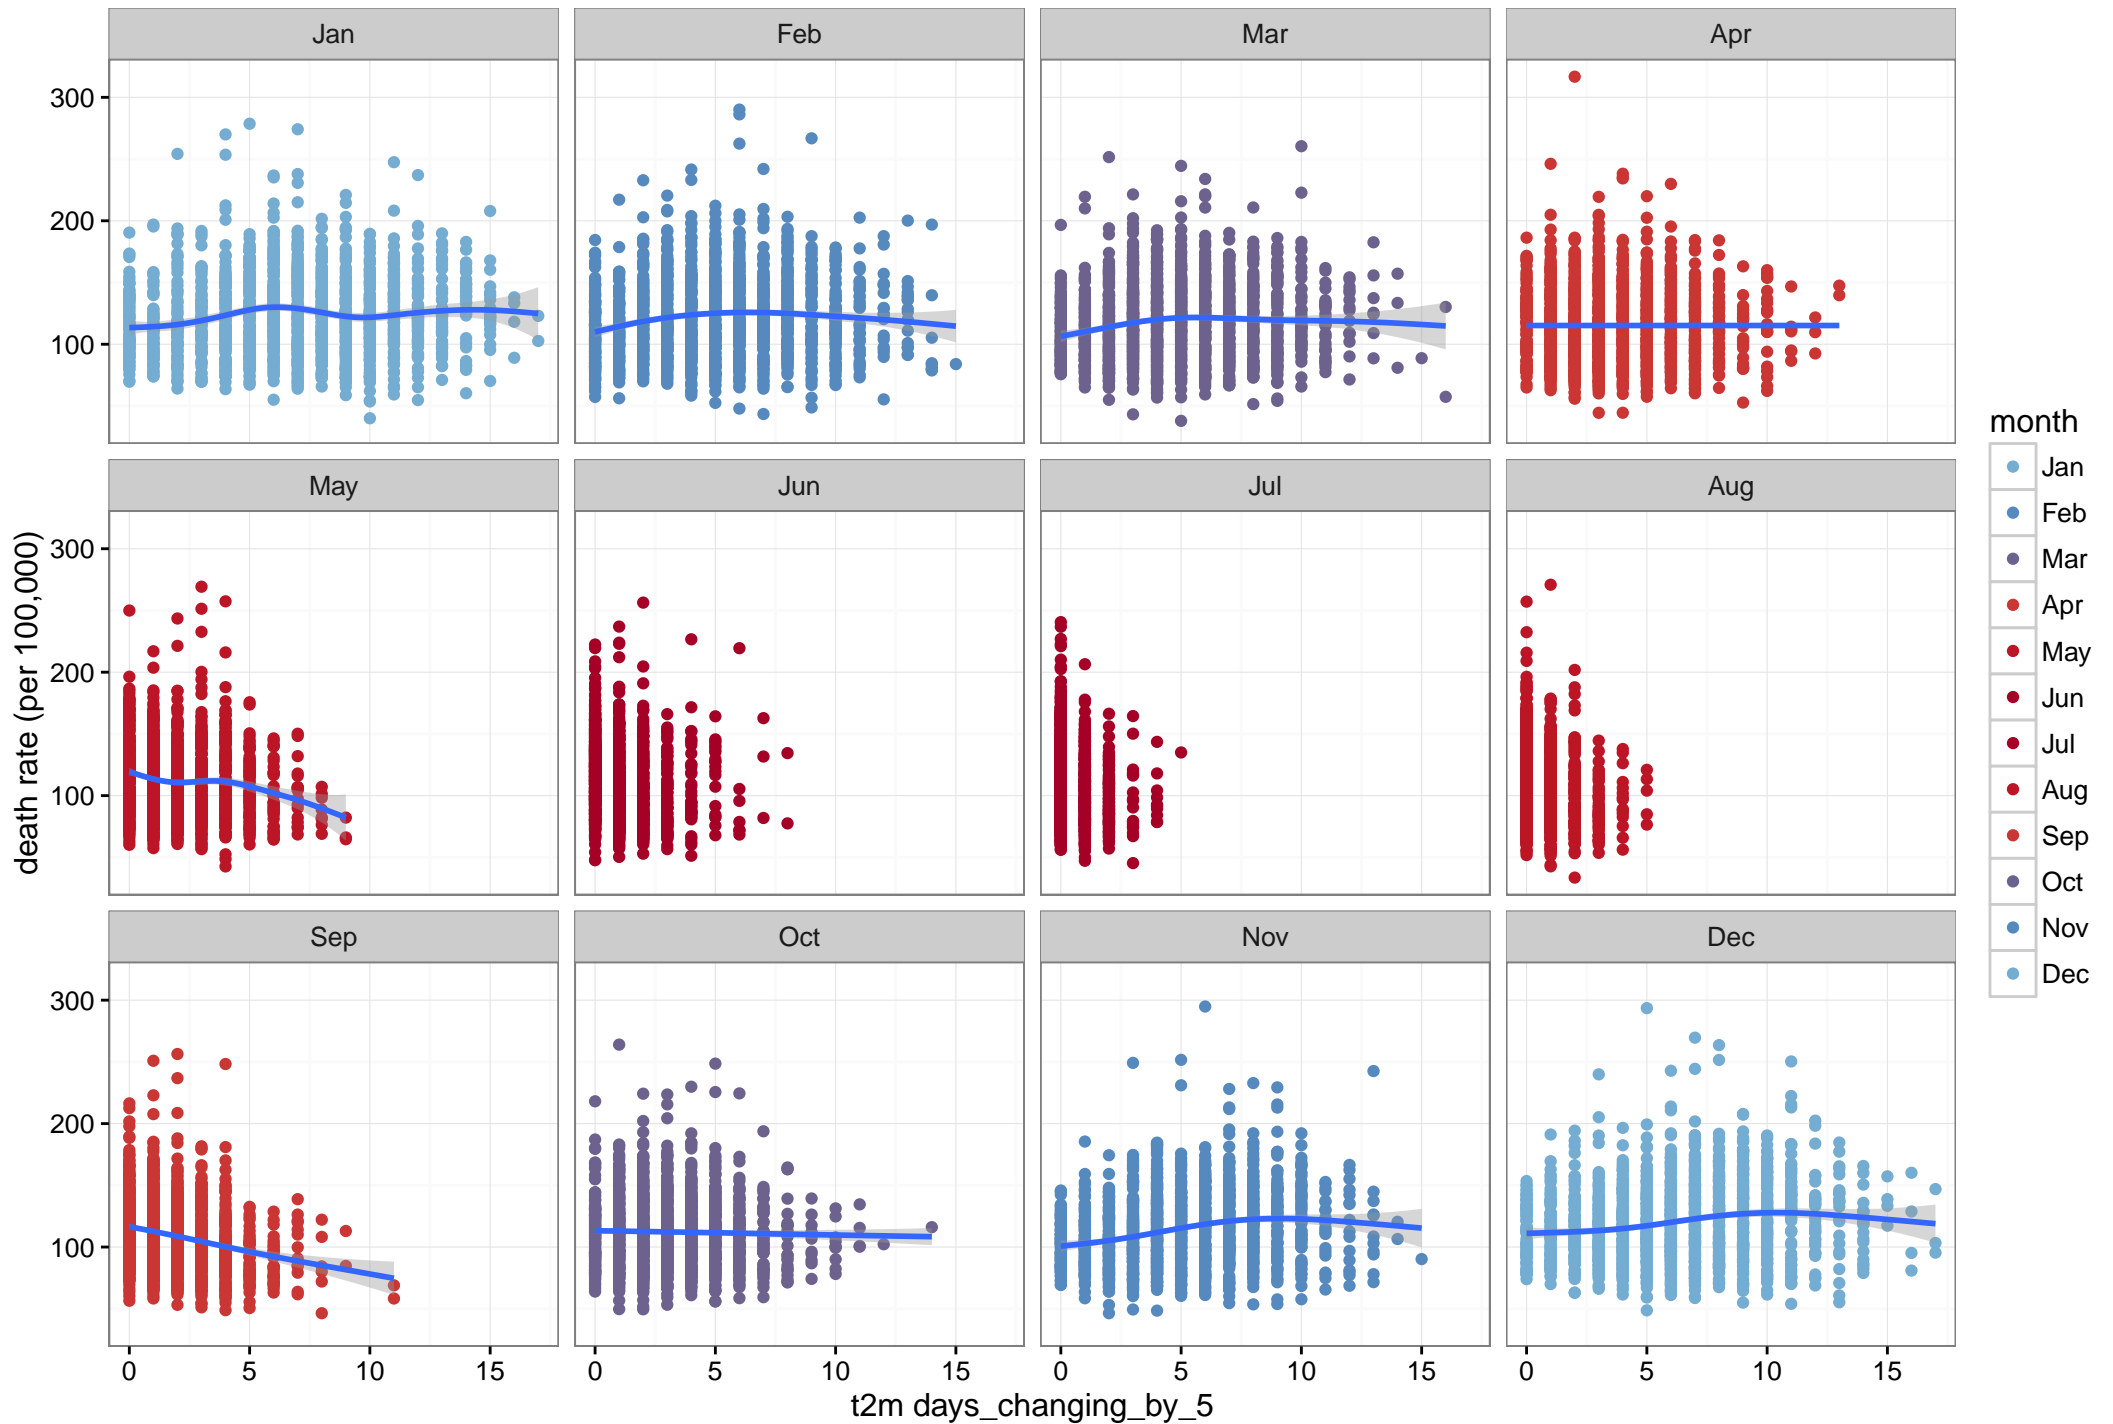 Jan Feb Mar Apr
300
200
100
May Jun Jul Aug
300
200
100
Sep Oct Nov Dec
300
200
100
0 5 10 15 0 5 10 15 0 5 10 15 0 5 10 15
t2m days_changing_by_5
death rate (per 100,000)
month
Jan
Feb
Mar
Apr
May
Jun
Jul
Aug
Sep
Oct
Nov
Dec